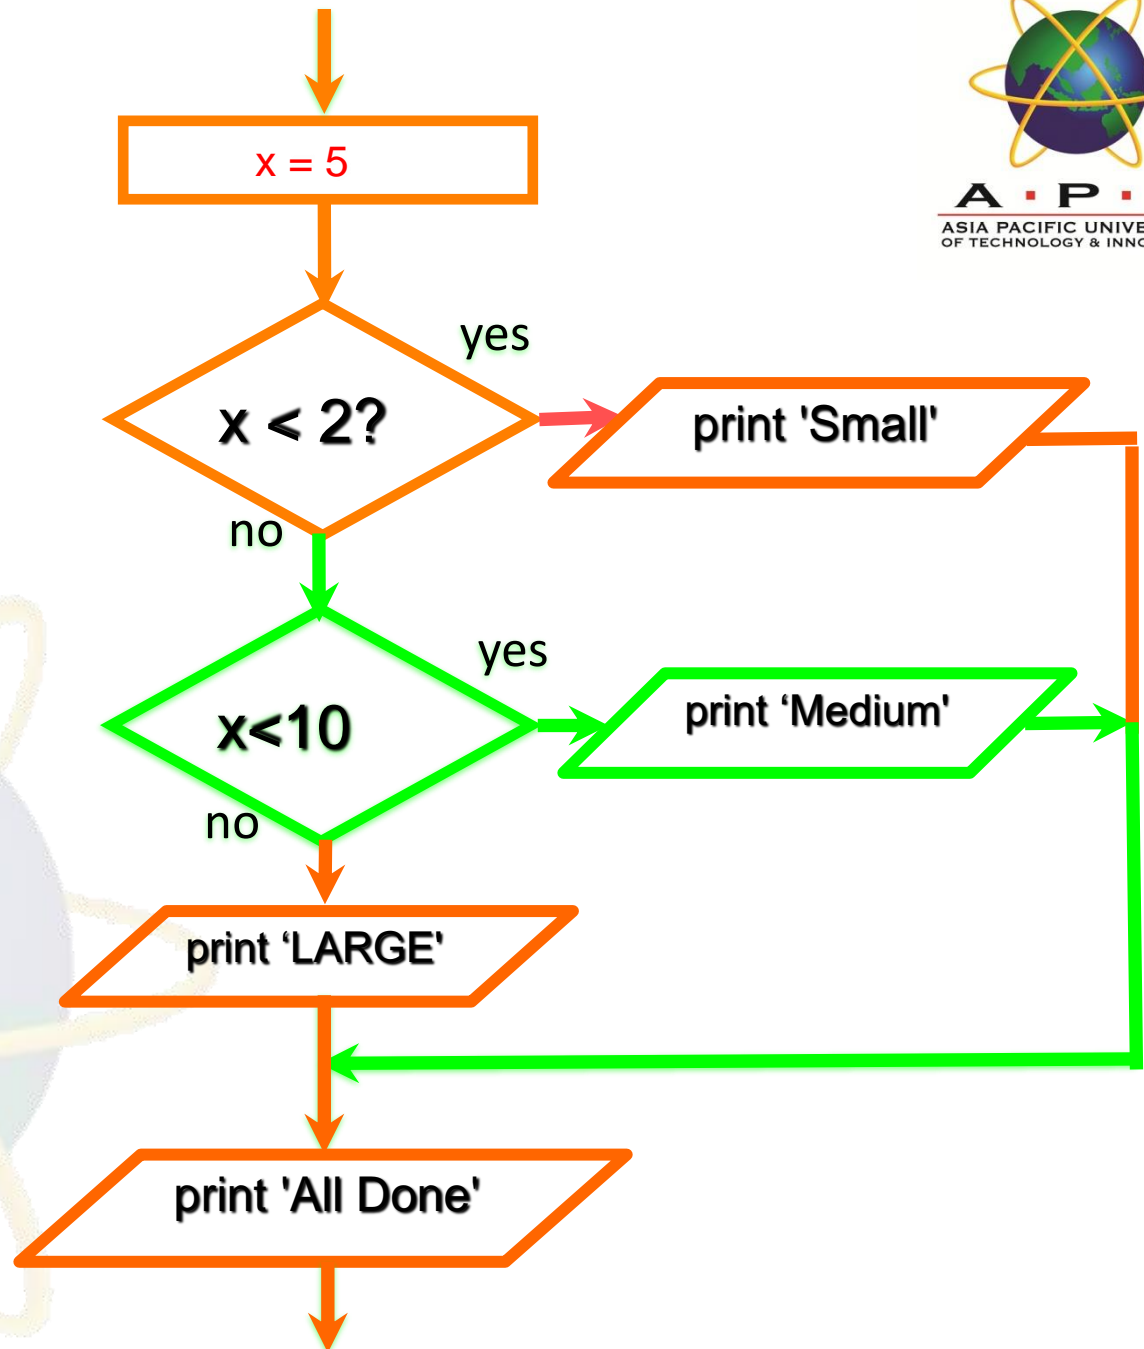 x = 5
A · P ·
ASIA PACIFIC UNIVE
OF TECHNOLOGY & INNO
yes
x < 2?
print 'Small'
no
yes
x<10
print ‘Medium'
no
print ‘LARGE'
print 'All Done'